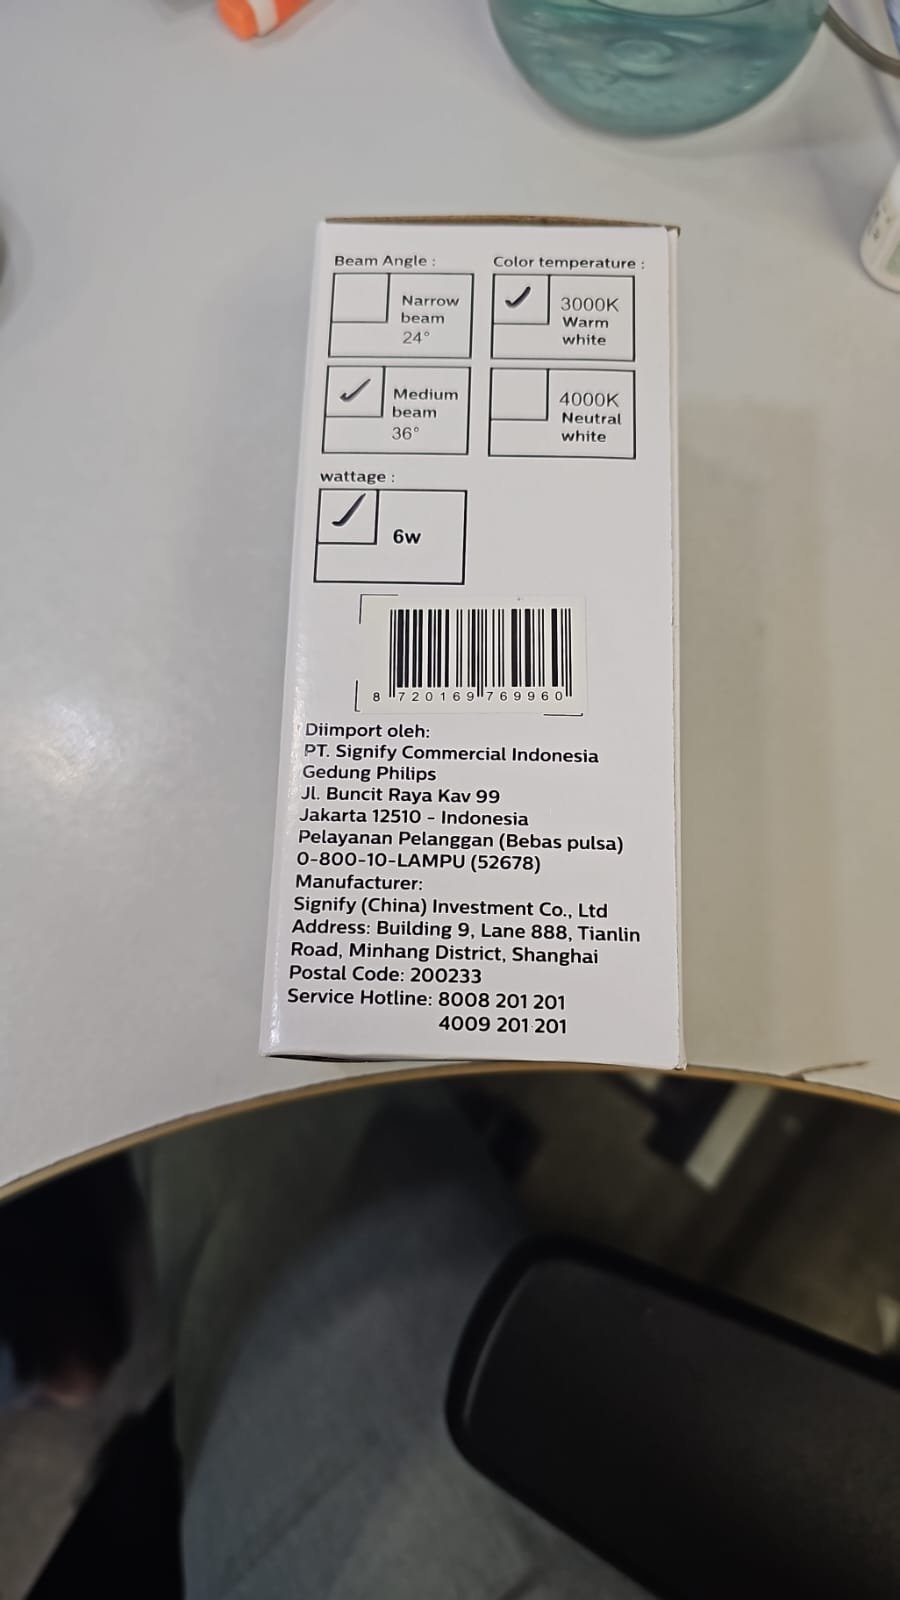 Beam Angle :
Narrow
beam
24°
Medium
beam
36°
Color temperature :
3000K
Warm
white
4000K
Neutral
white
wattage :
6w
8 720169 769960
Diimport oleh:
PT. Signify Commercial Indonesia
Gedung Philips
Jl. Buncit Raya Kav 99
Jakarta 12510 - Indonesia
Pelayanan Pelanggan (Bebas pulsa)
0-800-10-LAMPU (52678)
Manufacturer:
Signify (China) Investment Co., Ltd
Address: Building 9, Lane 888, Tianlin
Road, Minhang District, Shanghai
Postal Code: 200233
Service Hotline: 8008 201 201
4009 201 201